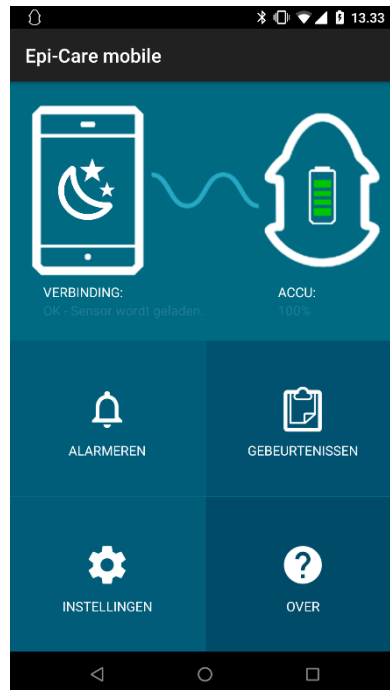 13.33
Epi-Care mobile
VERBINDING:
OK - Sensor wordt geladen.
ACCU:
100%
ALARMEREN
GEBEURTENISSEN
INSTELLINGEN
OVER